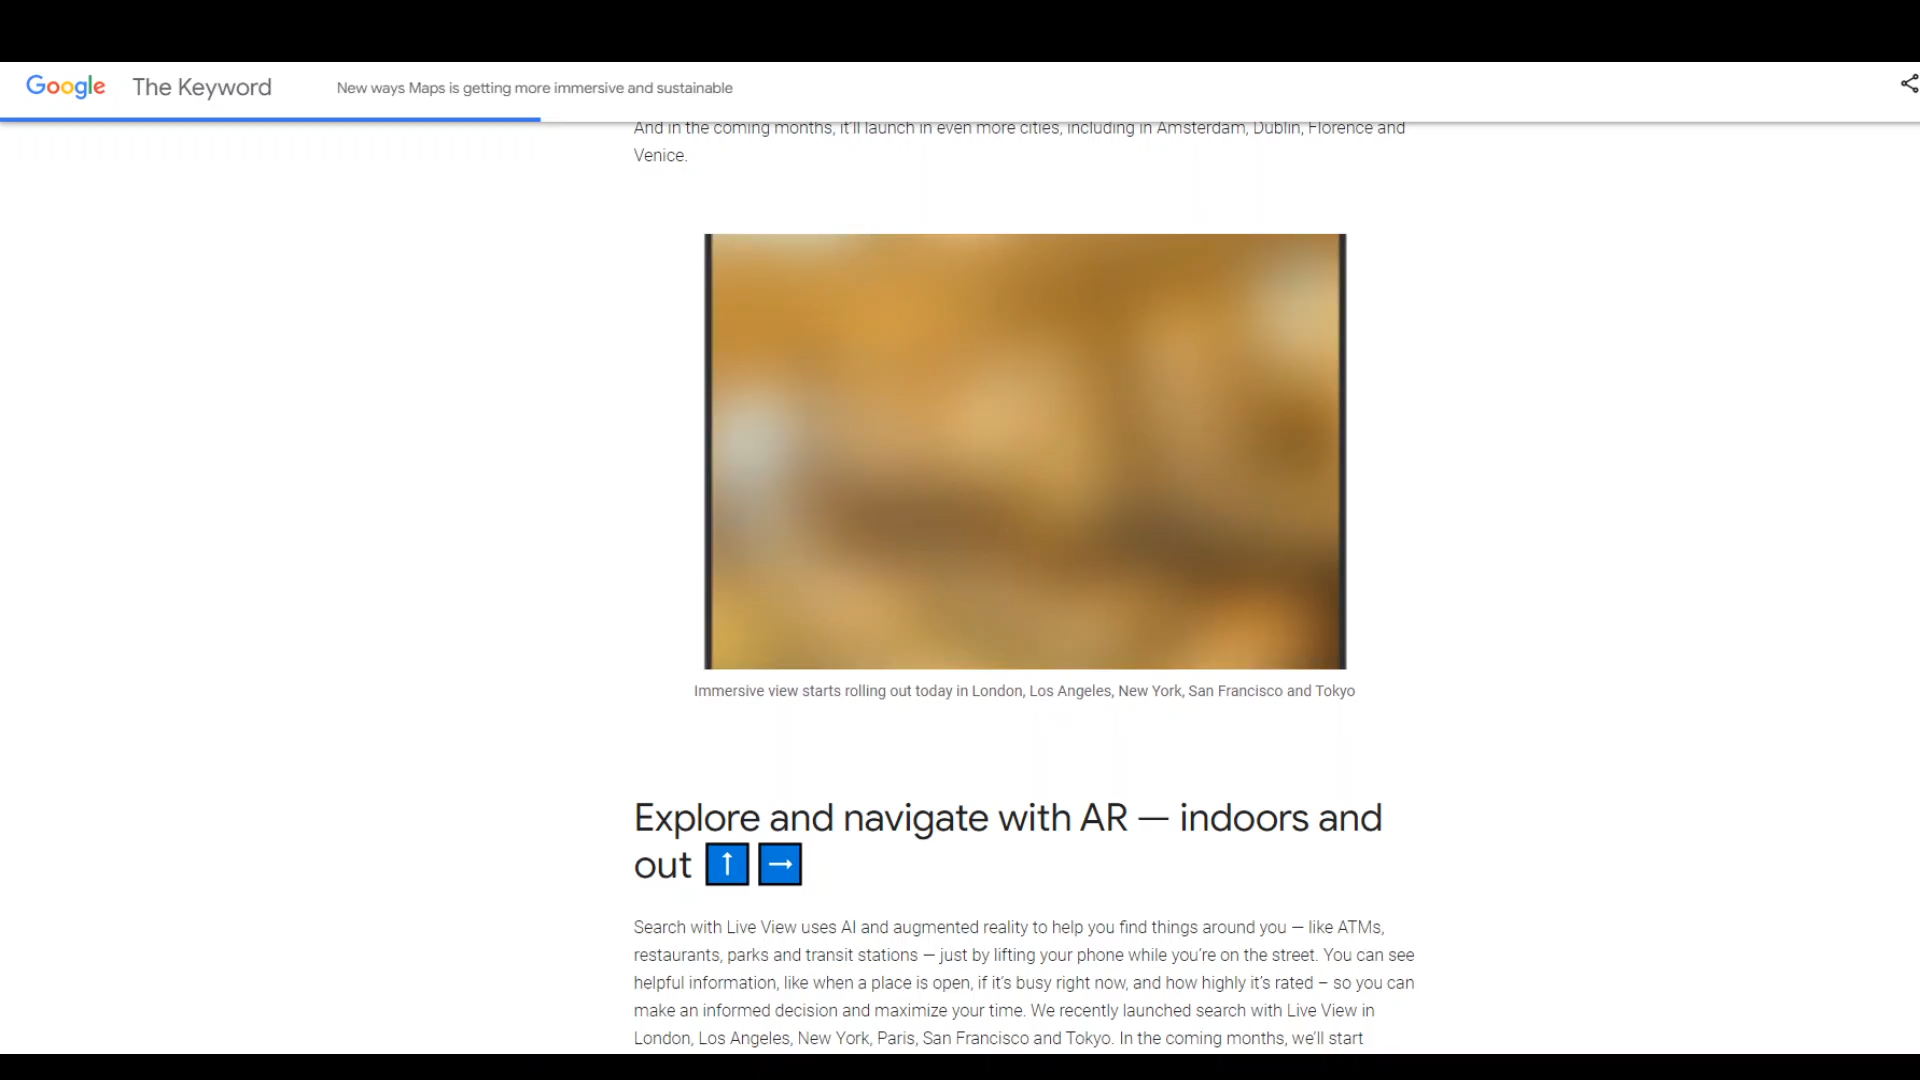 Google The Keyword New ways Maps is getting more immersive and sustainable
And in the coming months, it'll launch in even more cities, including in Amsterdam, Dublin, Florence and
Venice.
Immersive view starts rolling out today in London, Los Angeles, New York, San Francisco and Tokyo
Explore and navigate with AR — indoors and
out ↑ →
Search with Live View uses AI and augmented reality to help you find things around you — like ATMs,
restaurants, parks and transit stations — just by lifting your phone while you're on the street. You can see
helpful information, like when a place is open, if it's busy right now, and how highly it's rated – so you can
make an informed decision and maximize your time. We recently launched search with Live View in
London, Los Angeles, New York, Paris, San Francisco and Tokyo. In the coming months, we'll start